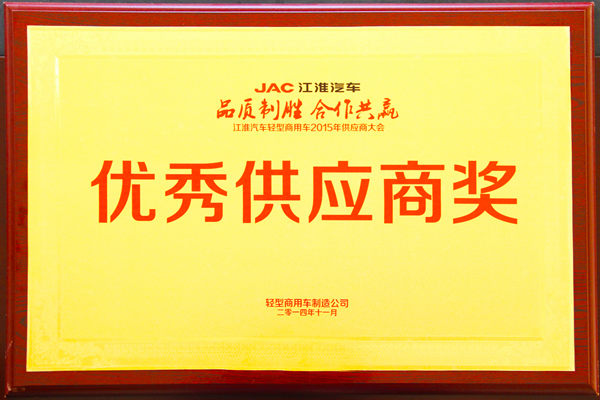 JAC 江淮汽车
品质制胜 合作共赢
江淮汽车轻型商用车2015年供应商大会
优秀供应商奖
轻型商用车制造公司
二零一四年十一月